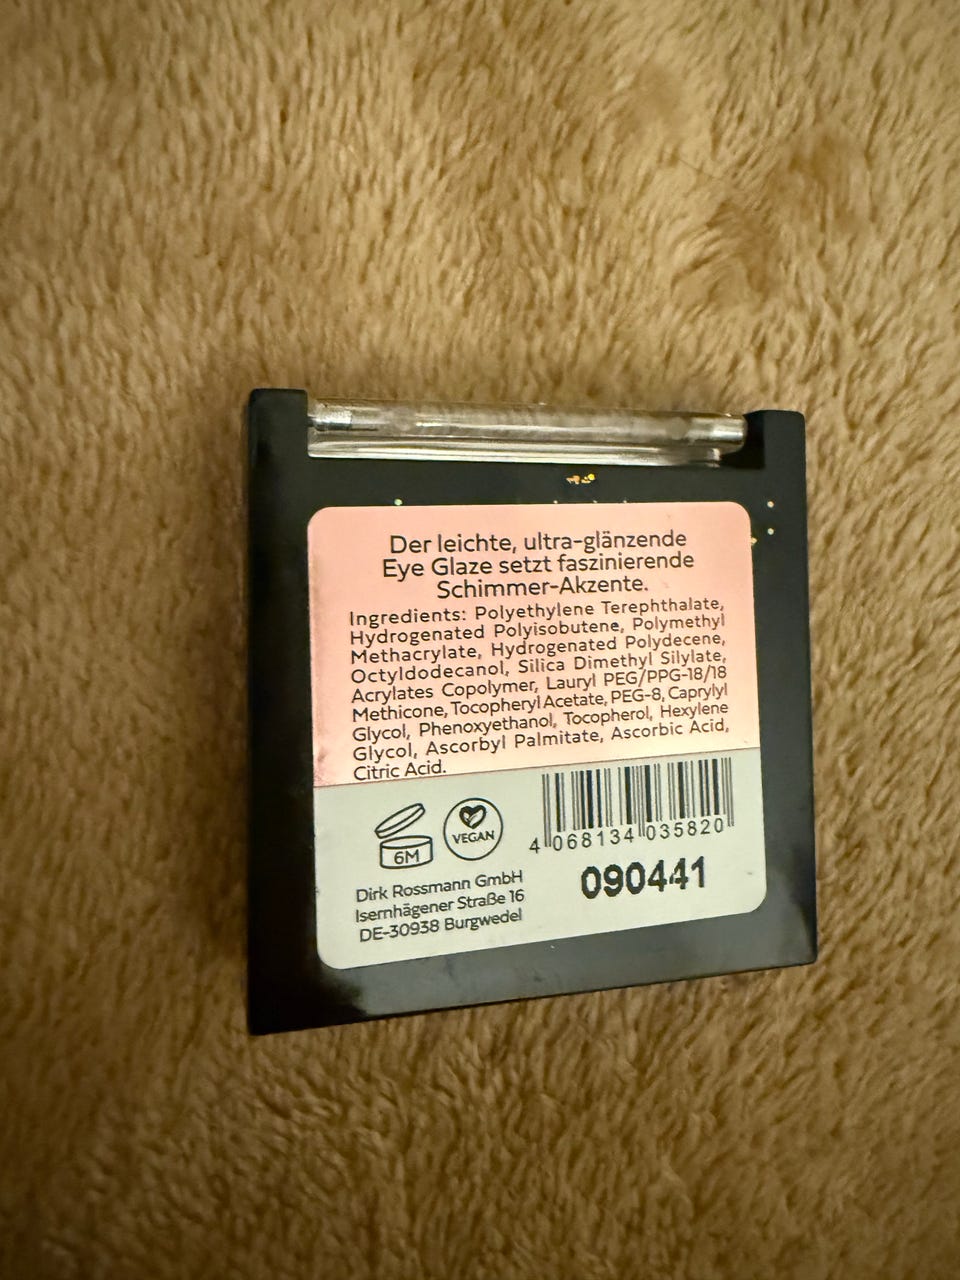 Der leichte, ultra-glänzende
Eye Glaze setzt faszinierende
Schimmer-Akzente.
Ingredients: Polyethylene Terephthalate,
Hydrogenated Polyisobutene, Polymethyl
Methacrylate, Hydrogenated Polydecene,
Octyldodecanol, Silica Dimethyl Silylate,
Acrylates Copolymer, Lauryl PEG/PPG-18/18
Methicone, Tocopheryl Acetate, PEG-8, Caprylyl
Glycol, Phenoxyethanol, Tocopherol, Hexylene
Glycol, Ascorbyl Palmitate, Ascorbic Acid,
Citric Acid.
6M
VEGAN
4 068134 035820
090441
Dirk Rossmann GmbH
Isernhägener Straße 16
DE-30938 Burgwedel